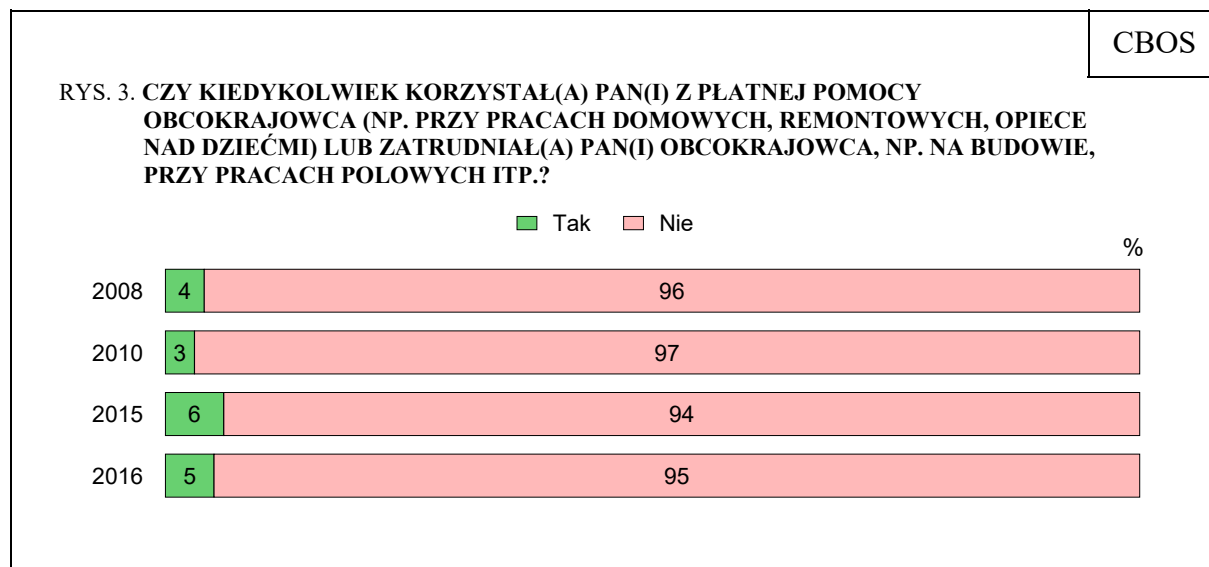 CBOS
RYS. 3. CZY KIEDYKOLWIEK KORZYSTAŁ(A) PAN(I) Z PŁATNEJ POMOCY
OBCOKRAJOWCA (NP. PRZY PRACACH DOMOWYCH, REMONTOWYCH, OPIECE
NAD DZIEĆMI) LUB ZATRUDNIAŁ(A) PAN(I) OBCOKRAJOWCA, NP. NA BUDOWIE,
PRZY PRACACH POLOWYCH ITP.?
Tak Nie
%
2008 4 96
2010 3 97
2015 6 94
2016 5 95